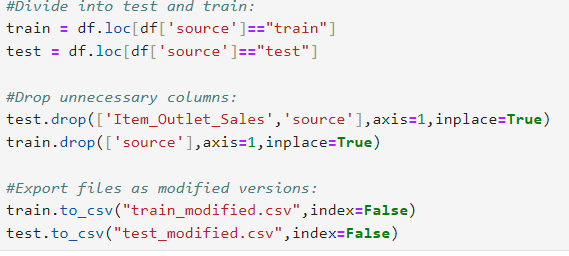 #Divide into test and train:
train = df.loc[df['source']=="train"]
test = df.loc[df['source']=="test"]
#Drop unnecessary columns:
test.drop(['Item_Outlet_Sales','source'],axis=1,inplace=True)
train.drop(['source'],axis=1,inplace=True)
#Export files as modified versions:
train.to_csv("train_modified.csv",index=False)
test.to_csv("test_modified.csv",index=False)